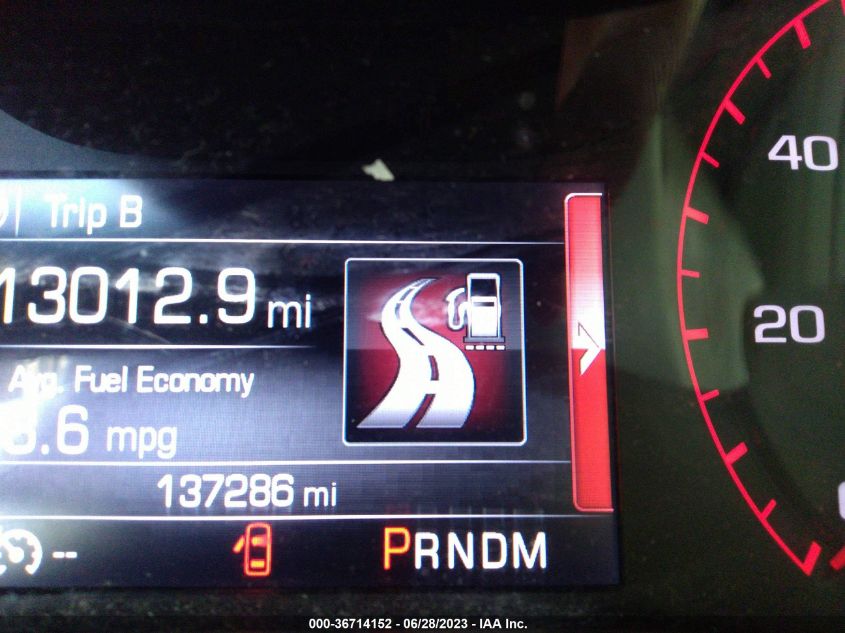 Trip B
13012.9 mi
Avg. Fuel Economy
.6 mpg
137286 mi
--
PRNDM
40
20
000-36714152 - 06/28/2023 - IAA Inc.